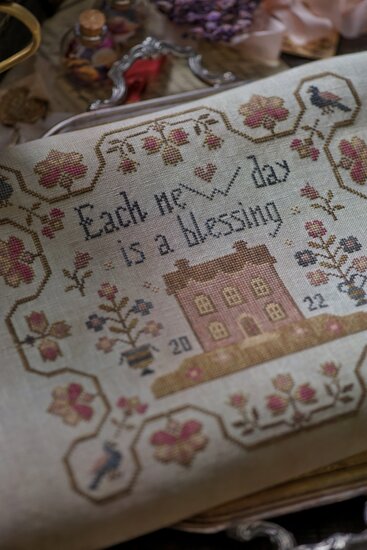 Each new day
is a blessing
20 22